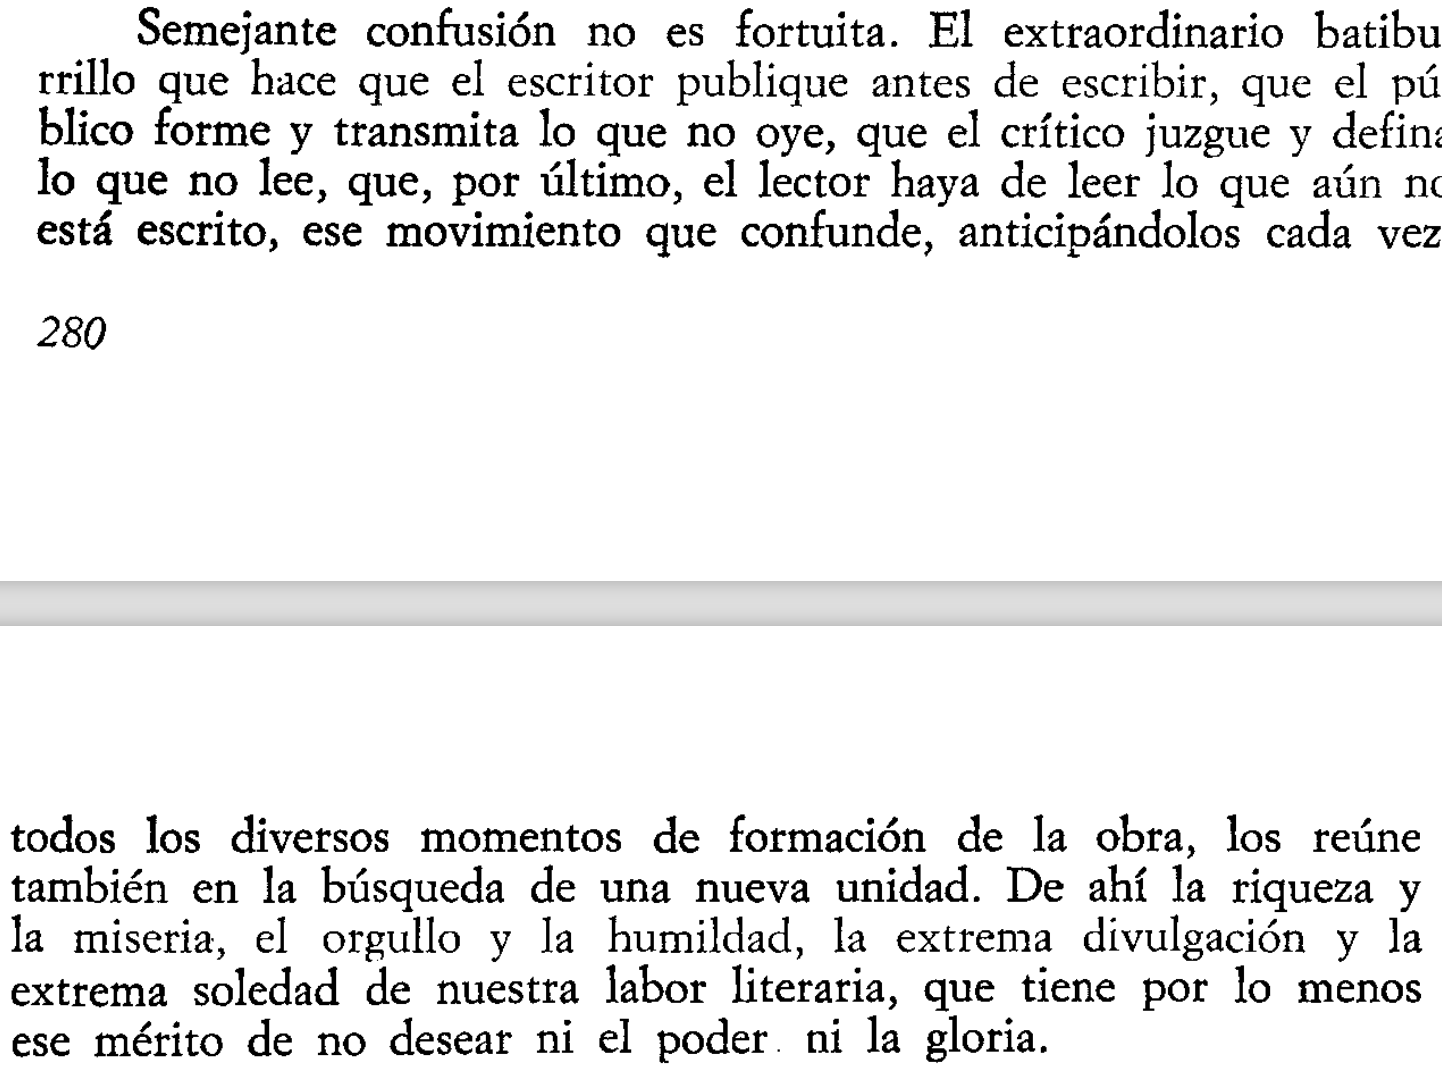 Semejante confusión no es fortuita. El extraordinario batibu
rrillo que hace que el escritor publique antes de escribir, que el pú
blico forme y transmita lo que no oye, que el crítico juzgue y defina
lo que no lee, que, por último, el lector haya de leer lo que aún no
está escrito, ese movimiento que confunde, anticipándolos cada vez
280
todos los diversos momentos de formación de la obra, los reúne
también en la búsqueda de una nueva unidad. De ahí la riqueza y
la miseria, el orgullo y la humildad, la extrema divulgación y la
extrema soledad de nuestra labor literaria, que tiene por lo menos
ese mérito de no desear ni el poder ni la gloria.